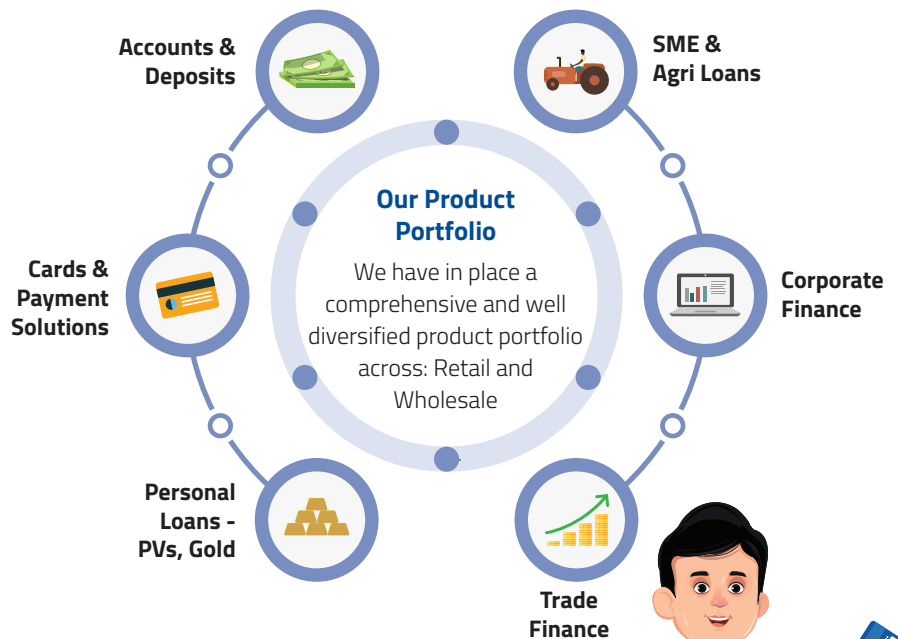 Accounts &
Deposits
SME &
Agri Loans
Our Product
Portfolio
We have in place a
comprehensive and well
diversified product portfolio
across: Retail and
Wholesale
Cards &
Payment
Solutions
Corporate
Finance
Personal
Loans -
PVs, Gold
Trade
Finance